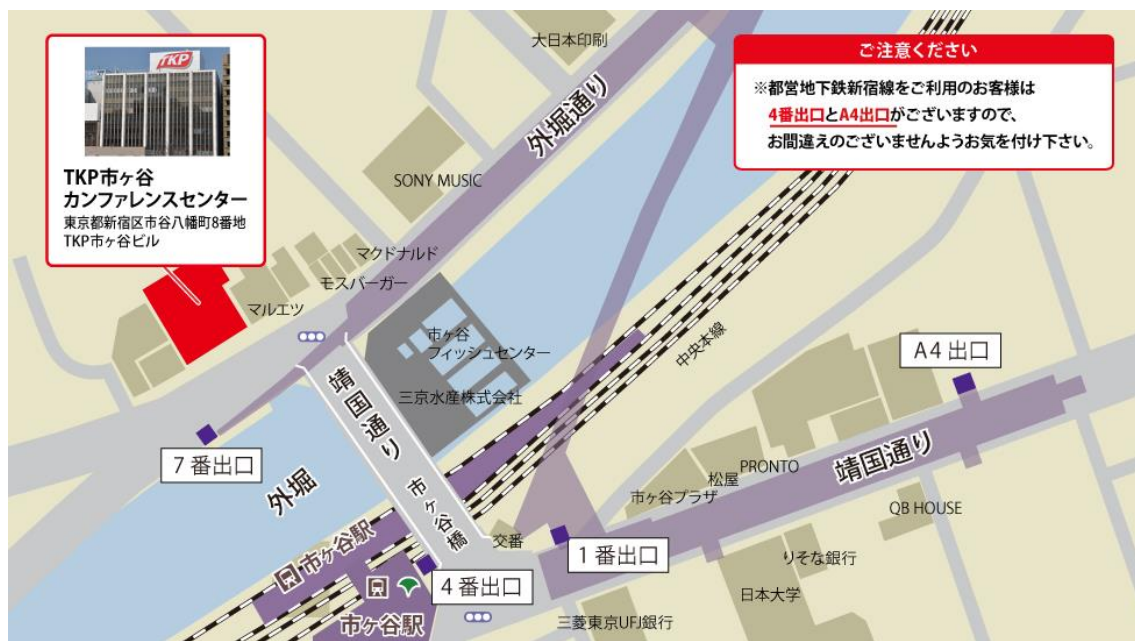 TKP
TKP市ヶ谷
カンファレンスセンター
東京都新宿区市谷八幡町8番地
TKP市ヶ谷ビル
ご注意ください
※都営地下鉄新宿線をご利用のお客様は
4番出口とA4出口がございますので、
お間違えのございませんようお気を付け下さい。
大日本印刷
外堀通り
SONY MUSIC
マクドナルド
モスバーガー
マルエツ
市ヶ谷
フィッシュセンター
三京水産株式会社
中央本線
A4出口
靖国通り
7番出口
外堀
市ヶ谷橋
靖国通り
PRONTO
松屋
市ヶ谷プラザ
QB HOUSE
交番
1番出口
りそな銀行
市ヶ谷駅
4番出口
日本大学
市ヶ谷駅
三菱東京UFJ銀行